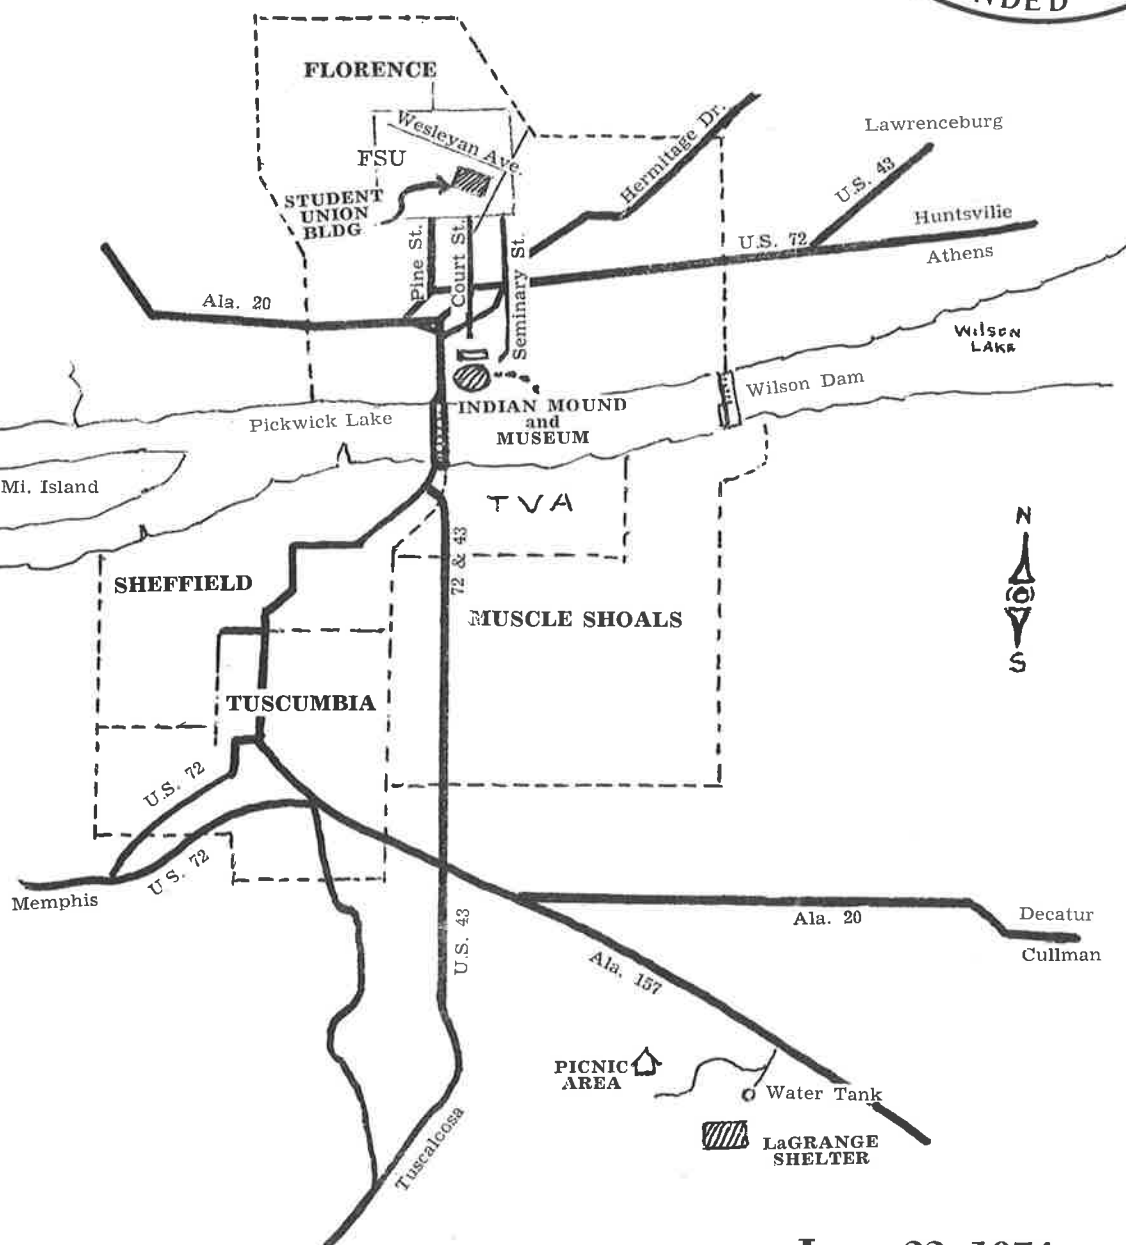 NDED
FLORENCE
Wesleyan Ave.
FSU
STUDENT
UNION
BLDG
Hermitage Dr.
Lawrenceburg
U.S. 43
Huntsvilie
U.S. 72
Athens
Pine St.
Court St.
Seminary St.
Ala. 20
WilsoN
LAKE
Wilson Dam
INDIAN MOUND
and
MUSEUM
Pickwick Lake
Mi. Island
TVA
N
S
72 & 43
SHEFFIELD
MUSCLE SHOALS
TUSCUMBIA
U.S. 72
U.S. 72
Memphis
U.S. 43
Ala. 20
Decatur
Cullman
Ala. 157
PICNIC
AREA
Water Tank
LaGRANGE
SHELTER
Tuscalcosa